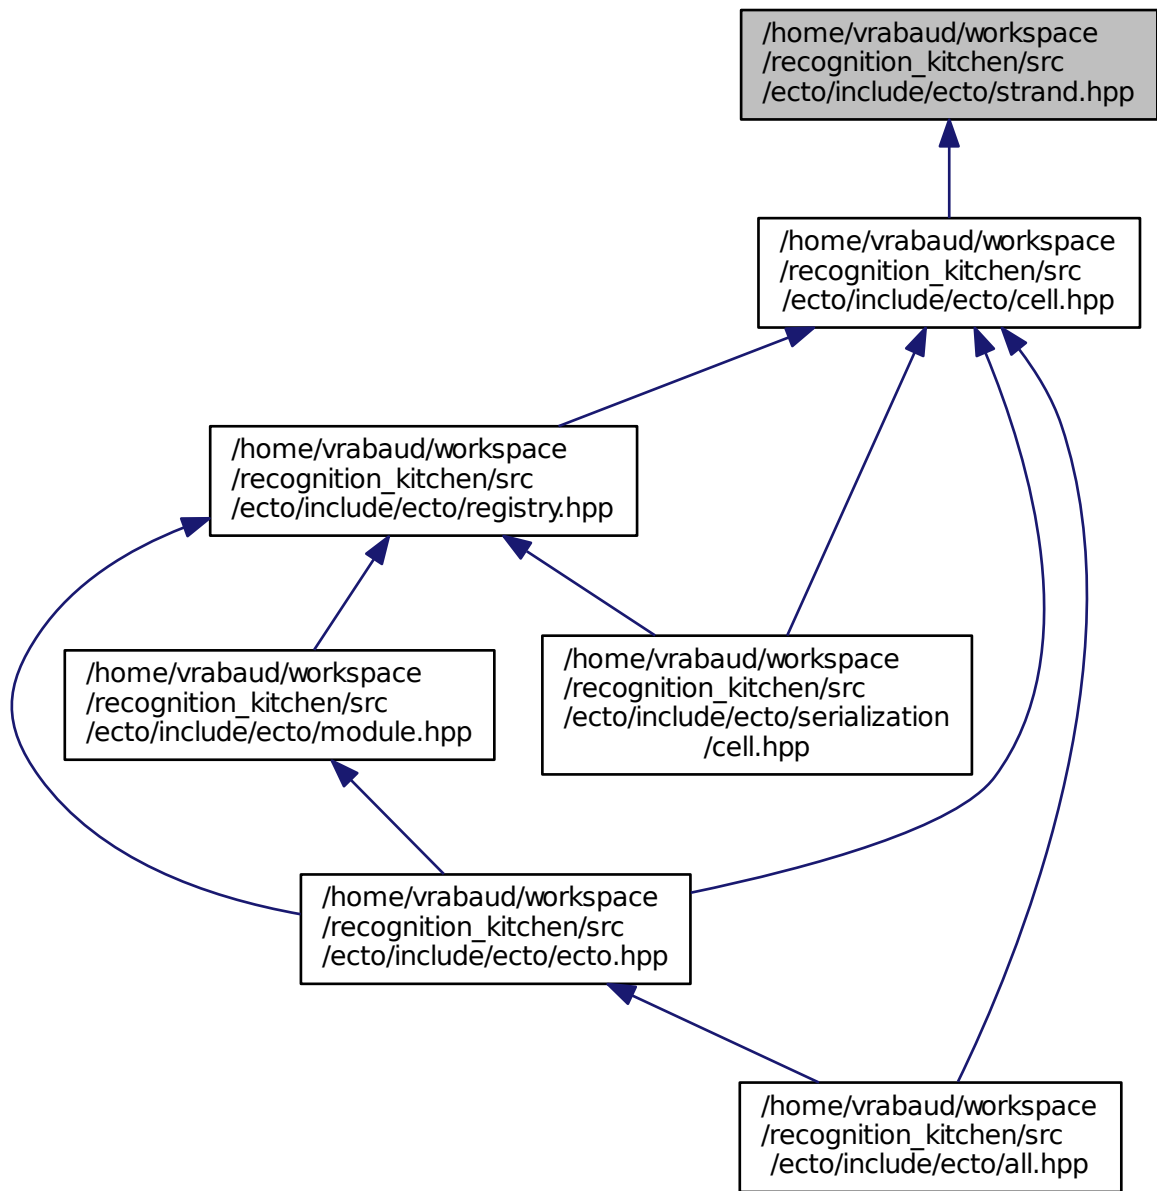 /home/vrabaud/workspace
/recognition_kitchen/src
/ecto/include/ecto/strand.hpp
/home/vrabaud/workspace
/recognition_kitchen/src
/ecto/include/ecto/cell.hpp
/home/vrabaud/workspace
/recognition_kitchen/src
/ecto/include/ecto/registry.hpp
/home/vrabaud/workspace
/recognition_kitchen/src
/ecto/include/ecto/module.hpp
/home/vrabaud/workspace
/recognition_kitchen/src
/ecto/include/ecto/serialization
/cell.hpp
/home/vrabaud/workspace
/recognition_kitchen/src
/ecto/include/ecto/ecto.hpp
/home/vrabaud/workspace
/recognition_kitchen/src
/ecto/include/ecto/all.hpp